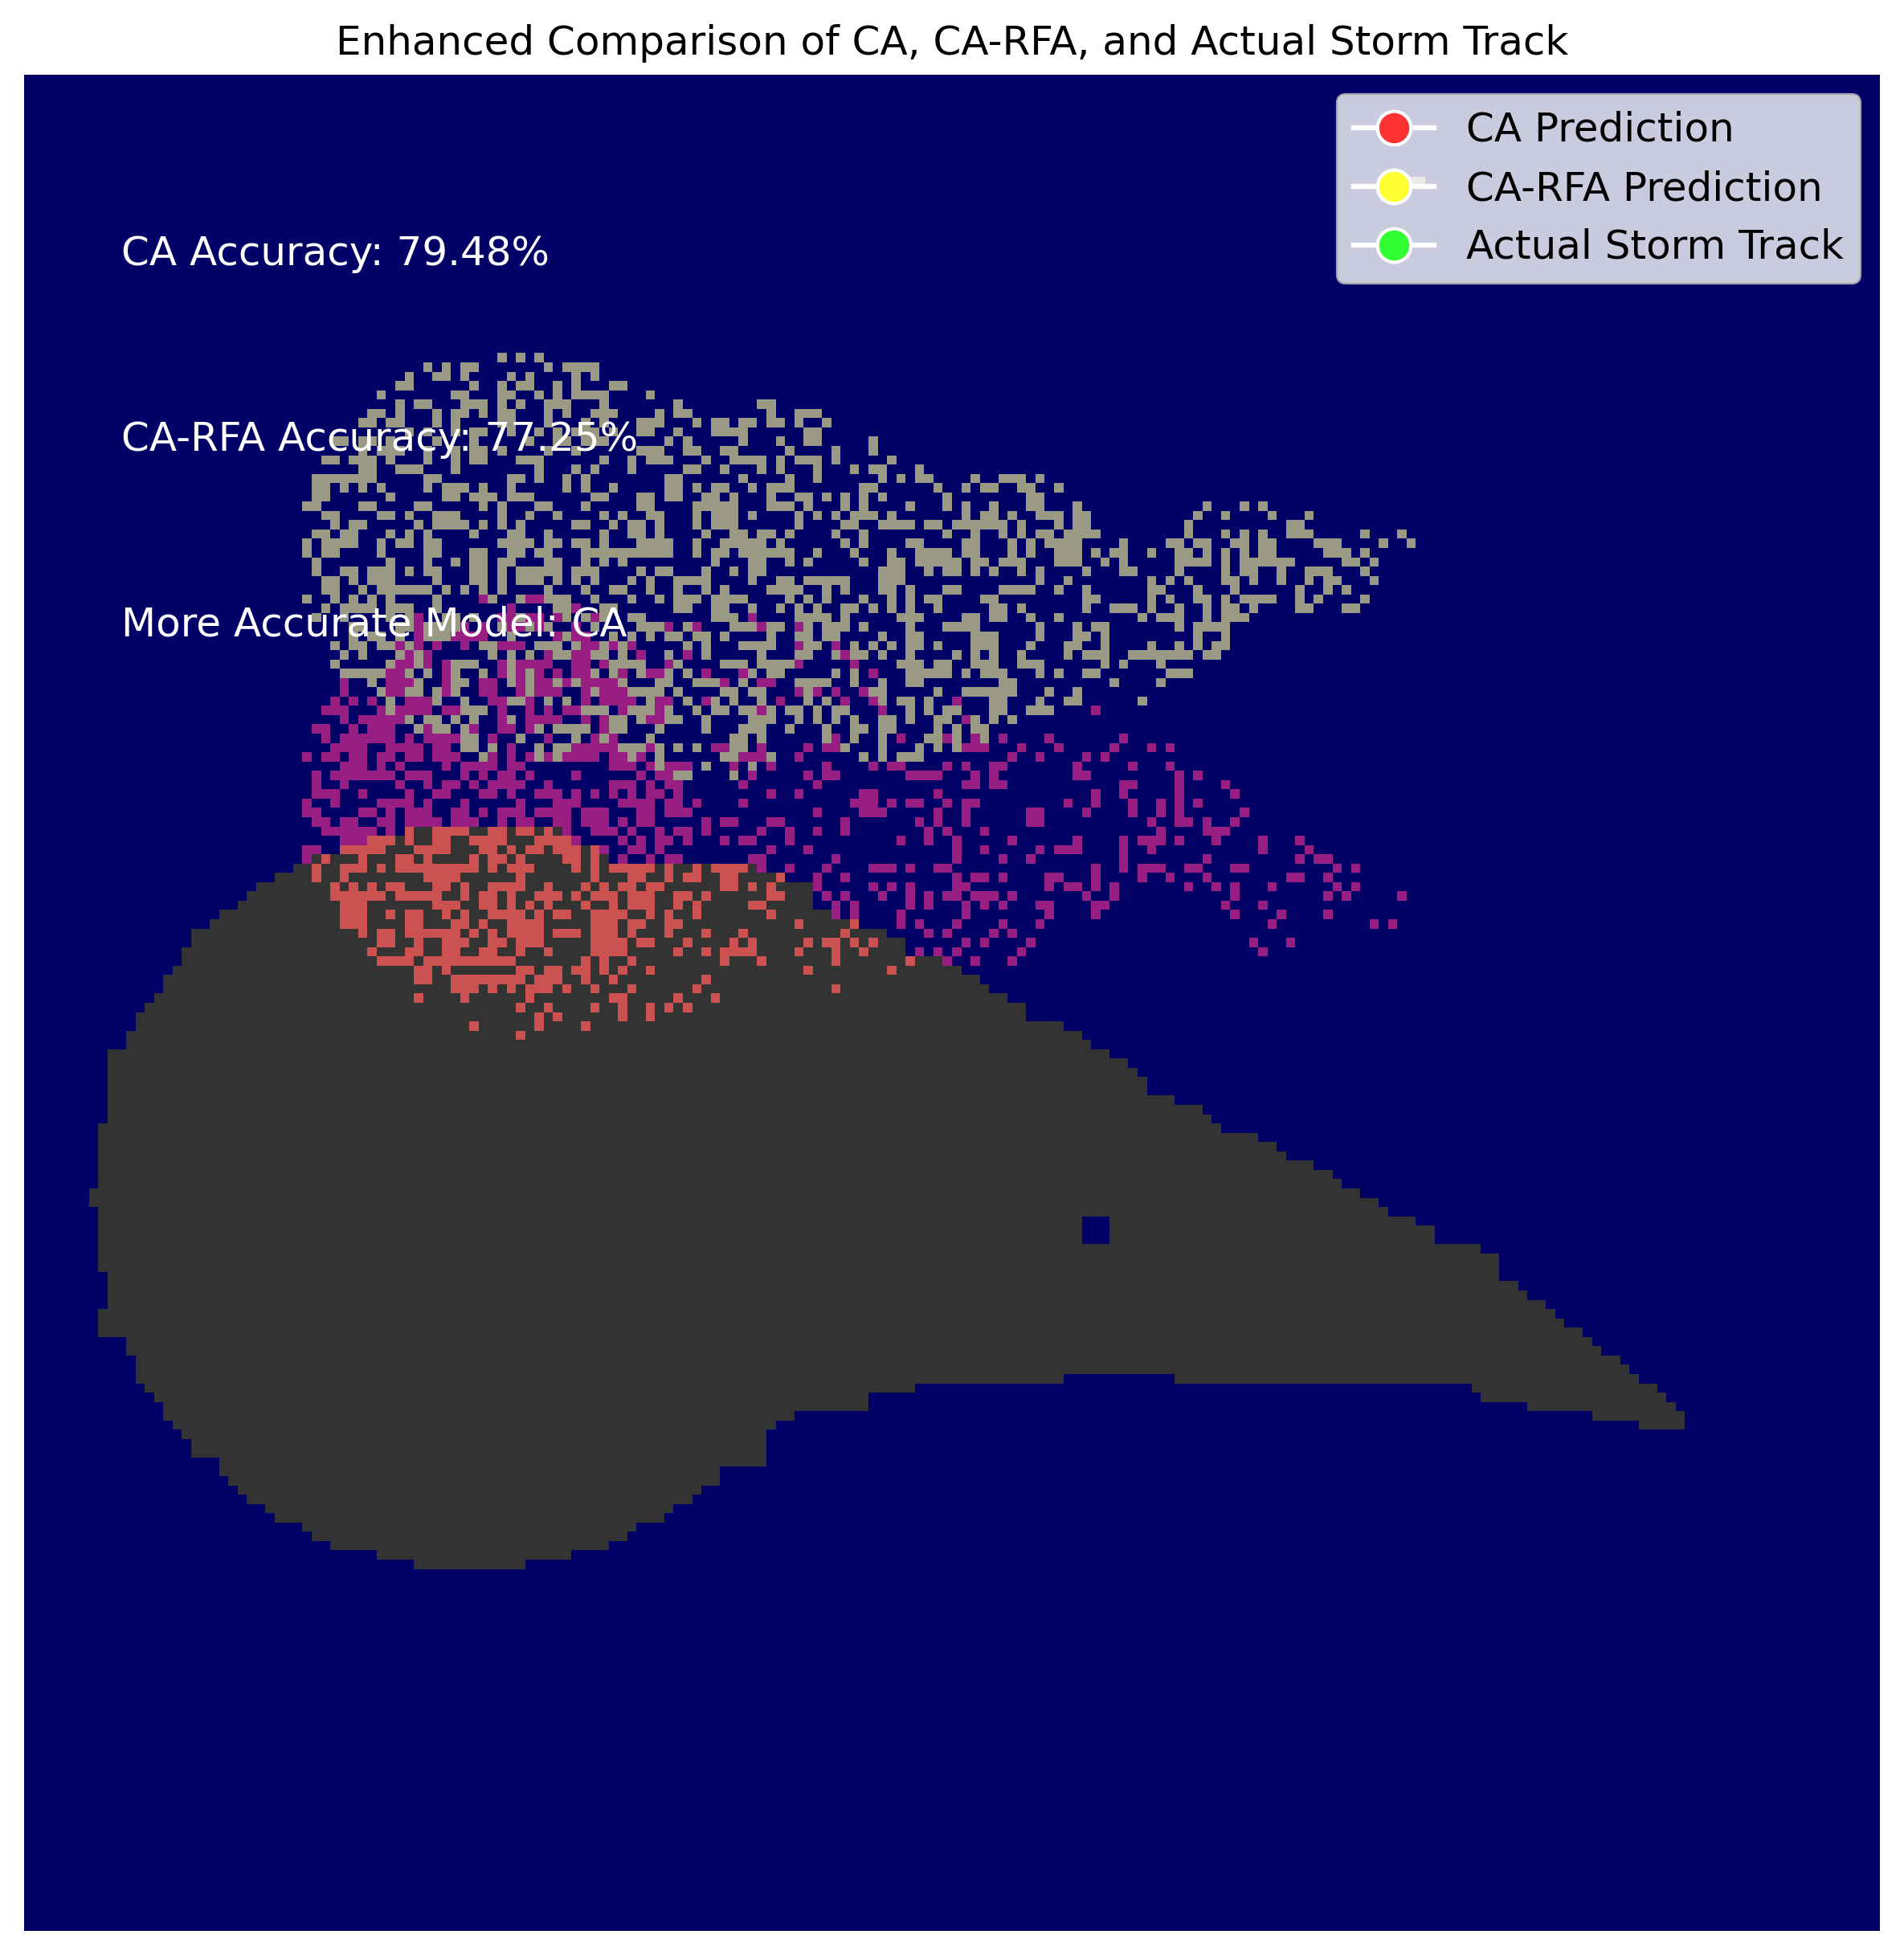 Enhanced Comparison of CA, CA-RFA, and Actual Storm Track
CA Prediction
CA-RFA Prediction
Actual Storm Track
CA Accuracy: 79.48%
CA-RFA Accuracy: 77.25%
More Accurate Model: CA